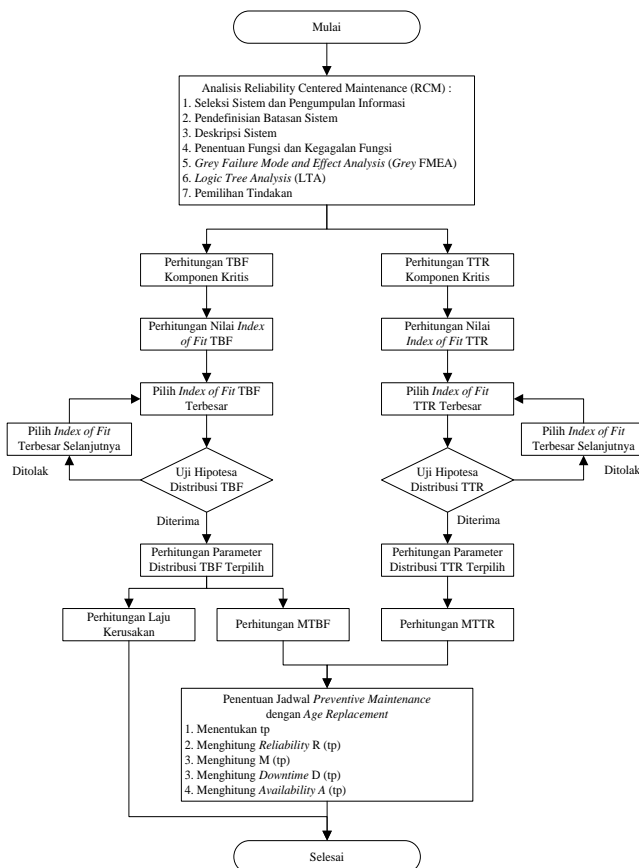 Mulai
Analisis Reliability Centered Maintenance (RCM) :
1. Seleksi Sistem dan Pengumpulan Informasi
2. Pendefinisian Batasan Sistem
3. Deskripsi Sistem
4. Penentuan Fungsi dan Kegagalan Fungsi
5. Grey Failure Mode and Effect Analysis (Grey FMEA)
6. Logic Tree Analysis (LTA)
7. Pemilihan Tindakan
Perhitungan TBF
Komponen Kritis
Perhitungan TTR
Komponen Kritis
Perhitungan Nilai Index
of Fit TBF
Perhitungan Nilai
Index of Fit TTR
Pilih Index of Fit TBF
Terbesar
Pilih Index of Fit
TTR Terbesar
Pilih Index of Fit
Terbesar Selanjutnya
Pilih Index of Fit
Terbesar Selanjutnya
Ditolak
Uji Hipotesa
Distribusi TBF
Uji Hipotesa
Distribusi TTR
Ditolak
Diterima
Diterima
Perhitungan Parameter
Distribusi TBF Terpilih
Perhitungan Parameter
Distribusi TTR Terpilih
Perhitungan Laju
Kerusakan
Perhitungan MTBF
Perhitungan MTTR
Penentuan Jadwal Preventive Maintenance
dengan Age Replacement
1. Menentukan tp
2. Menghitung Reliability R (tp)
3. Menghitung M (tp)
3. Menghitung Downtime D (tp)
4. Menghitung Availability A (tp)
Selesai